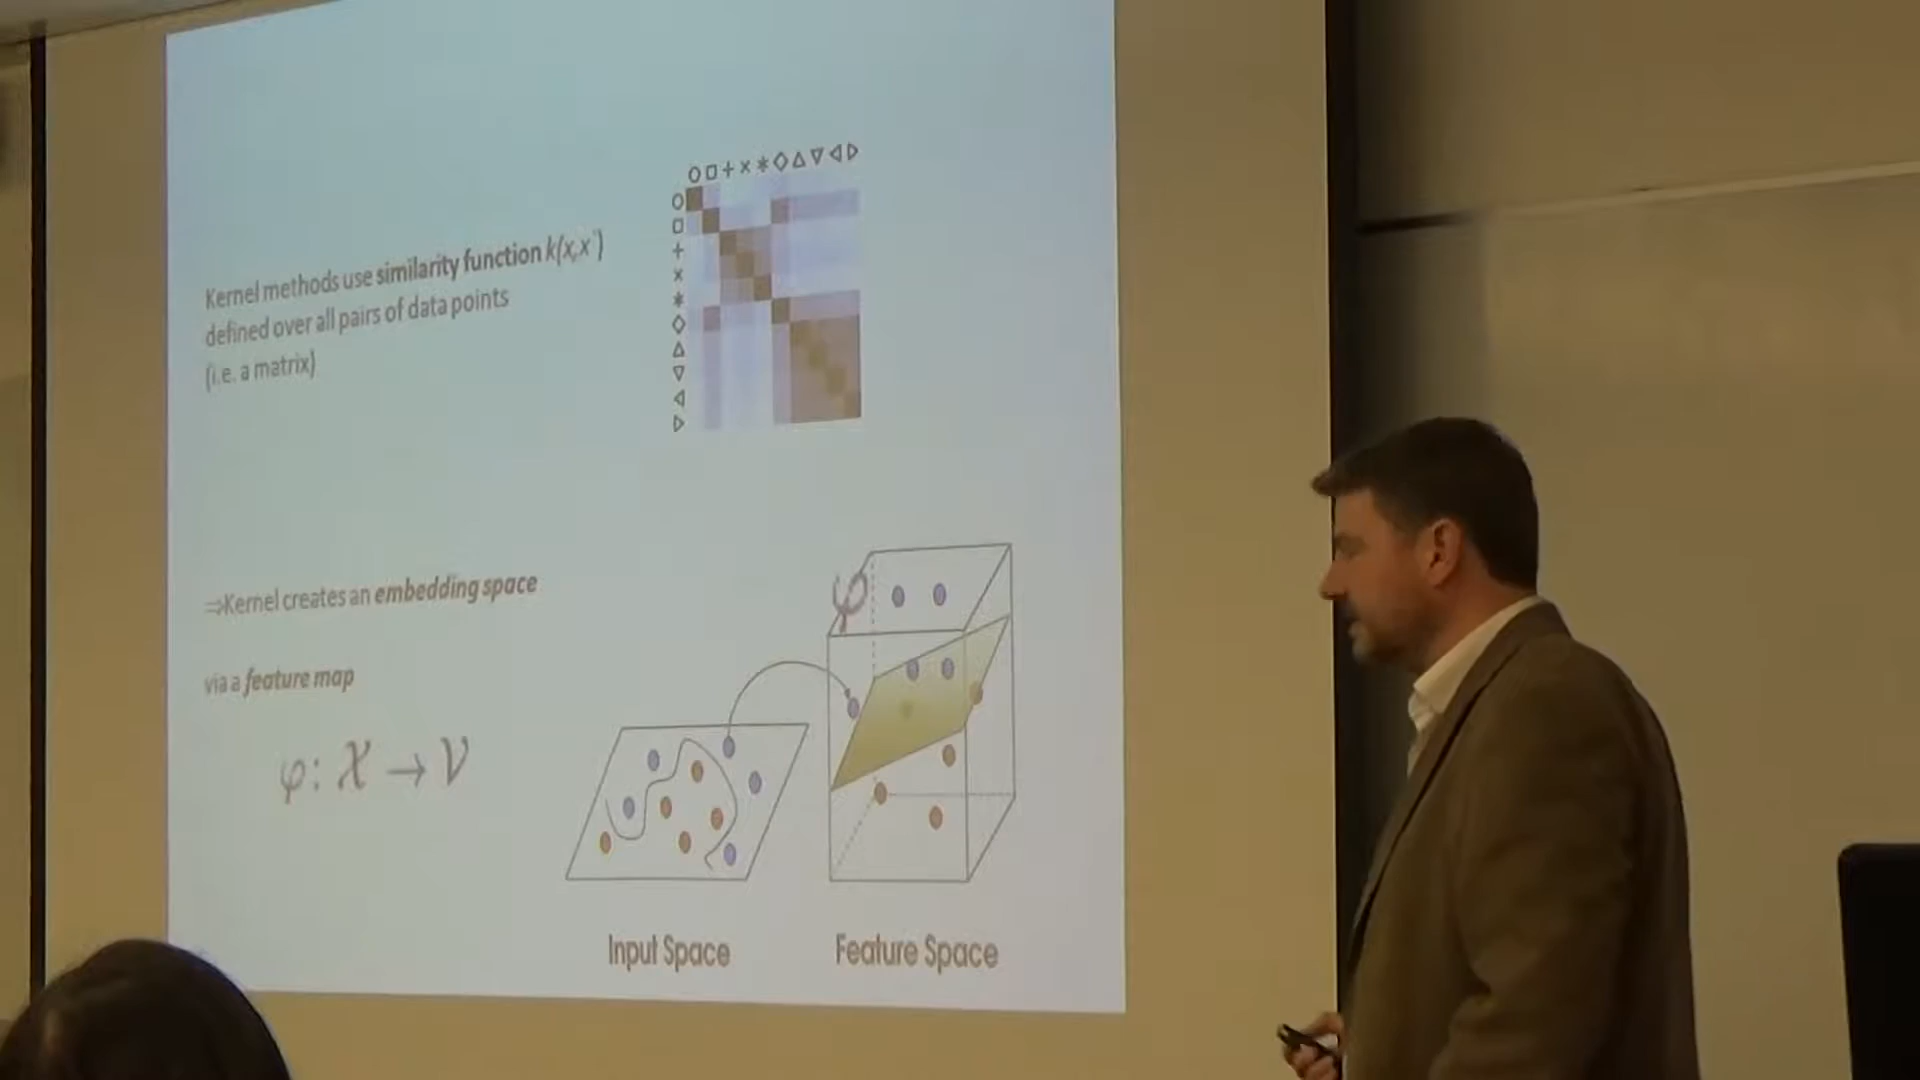 Kernel methods use similarity function k(x,x')
defined over all pairs of data points
(i.e. a matrix)
⇒Kernel creates an embedding space
via a feature map
φ: X → V
φ
Input Space
Feature Space